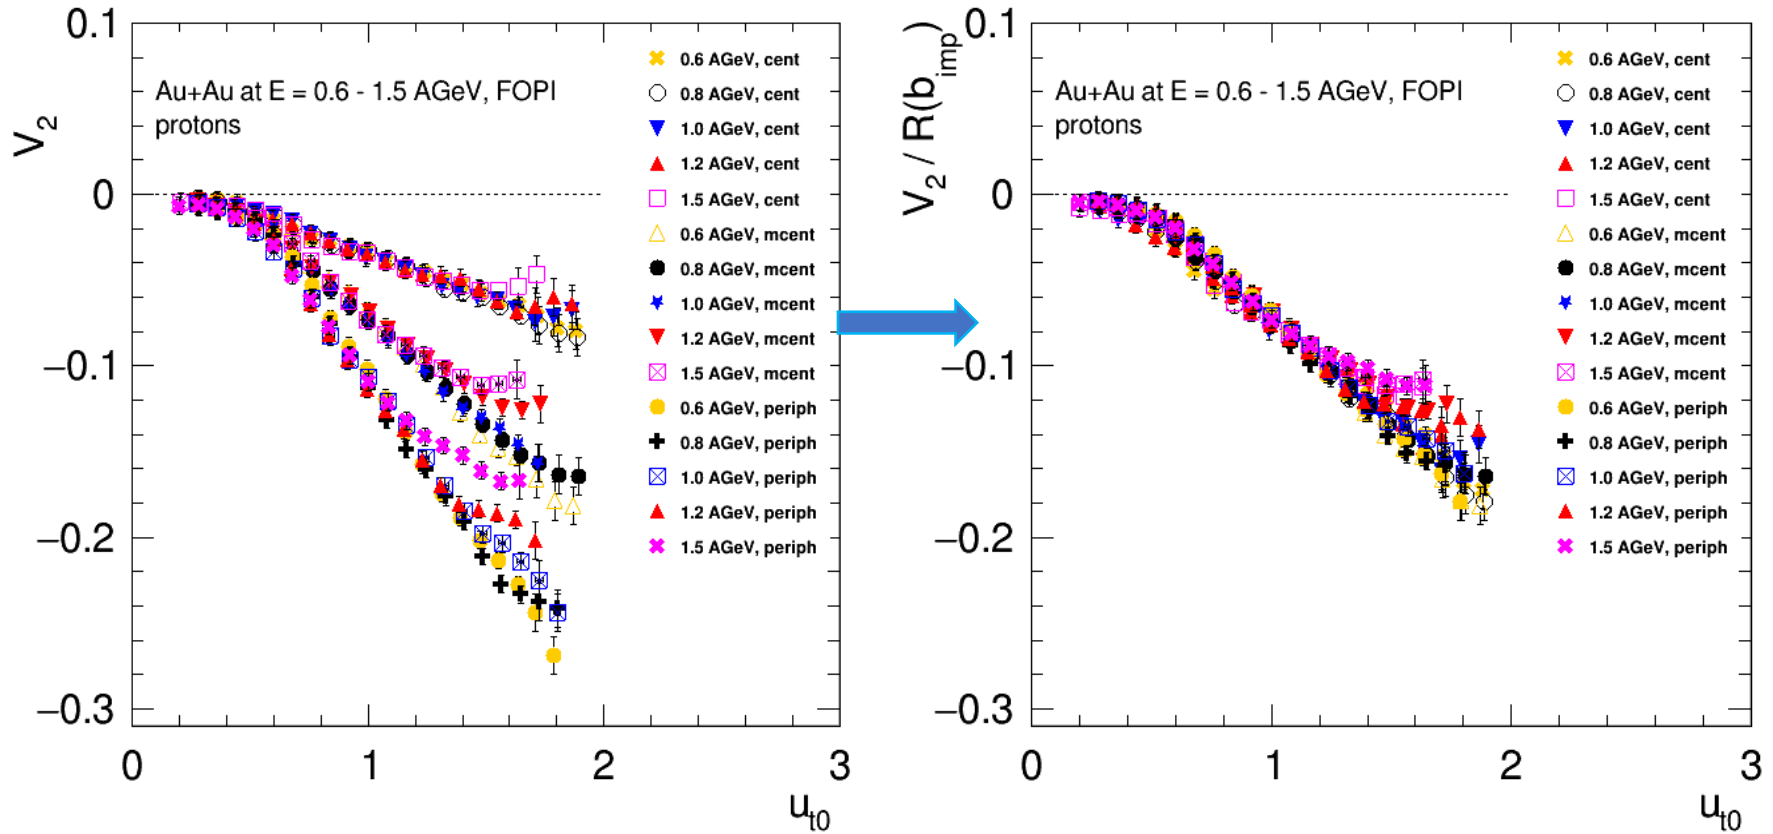 0.1
0
−0.1
−0.2
−0.3
V2
Au+Au at E = 0.6 - 1.5 AGeV, FOPI
protons
0.6 AGeV, cent
0.8 AGeV, cent
1.0 AGeV, cent
1.2 AGeV, cent
1.5 AGeV, cent
0.6 AGeV, mcent
0.8 AGeV, mcent
1.0 AGeV, mcent
1.2 AGeV, mcent
1.5 AGeV, mcent
0.6 AGeV, periph
0.8 AGeV, periph
1.0 AGeV, periph
1.2 AGeV, periph
1.5 AGeV, periph
0 1 2 3
ut0
0.1
0
−0.1
−0.2
−0.3
V2 / R(bimp)
Au+Au at E = 0.6 - 1.5 AGeV, FOPI
protons
0.6 AGeV, cent
0.8 AGeV, cent
1.0 AGeV, cent
1.2 AGeV, cent
1.5 AGeV, cent
0.6 AGeV, mcent
0.8 AGeV, mcent
1.0 AGeV, mcent
1.2 AGeV, mcent
1.5 AGeV, mcent
0.6 AGeV, periph
0.8 AGeV, periph
1.0 AGeV, periph
1.2 AGeV, periph
1.5 AGeV, periph
0 1 2 3
ut0